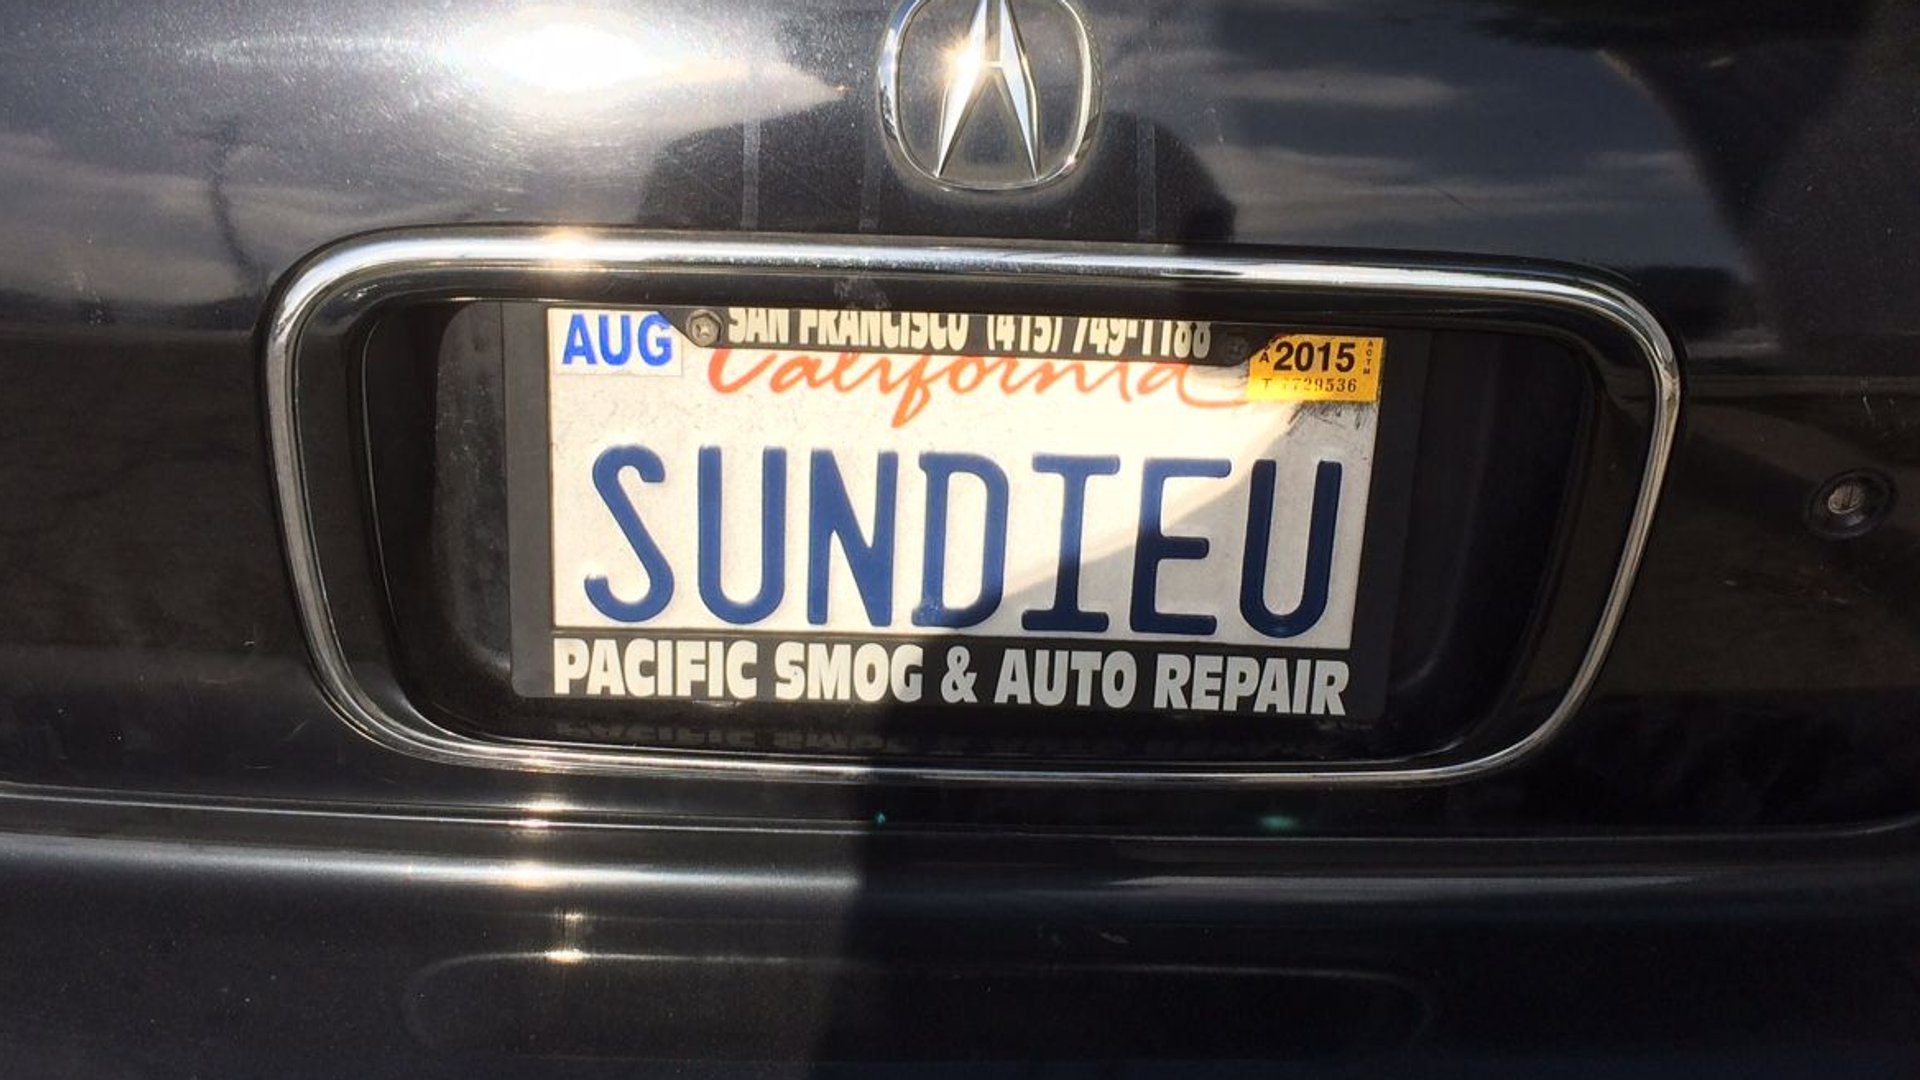 SAN FRANCISCO (415) 749-1188
AUG
California
2015
SUNDIEU
PACIFIC SMOG & AUTO REPAIR